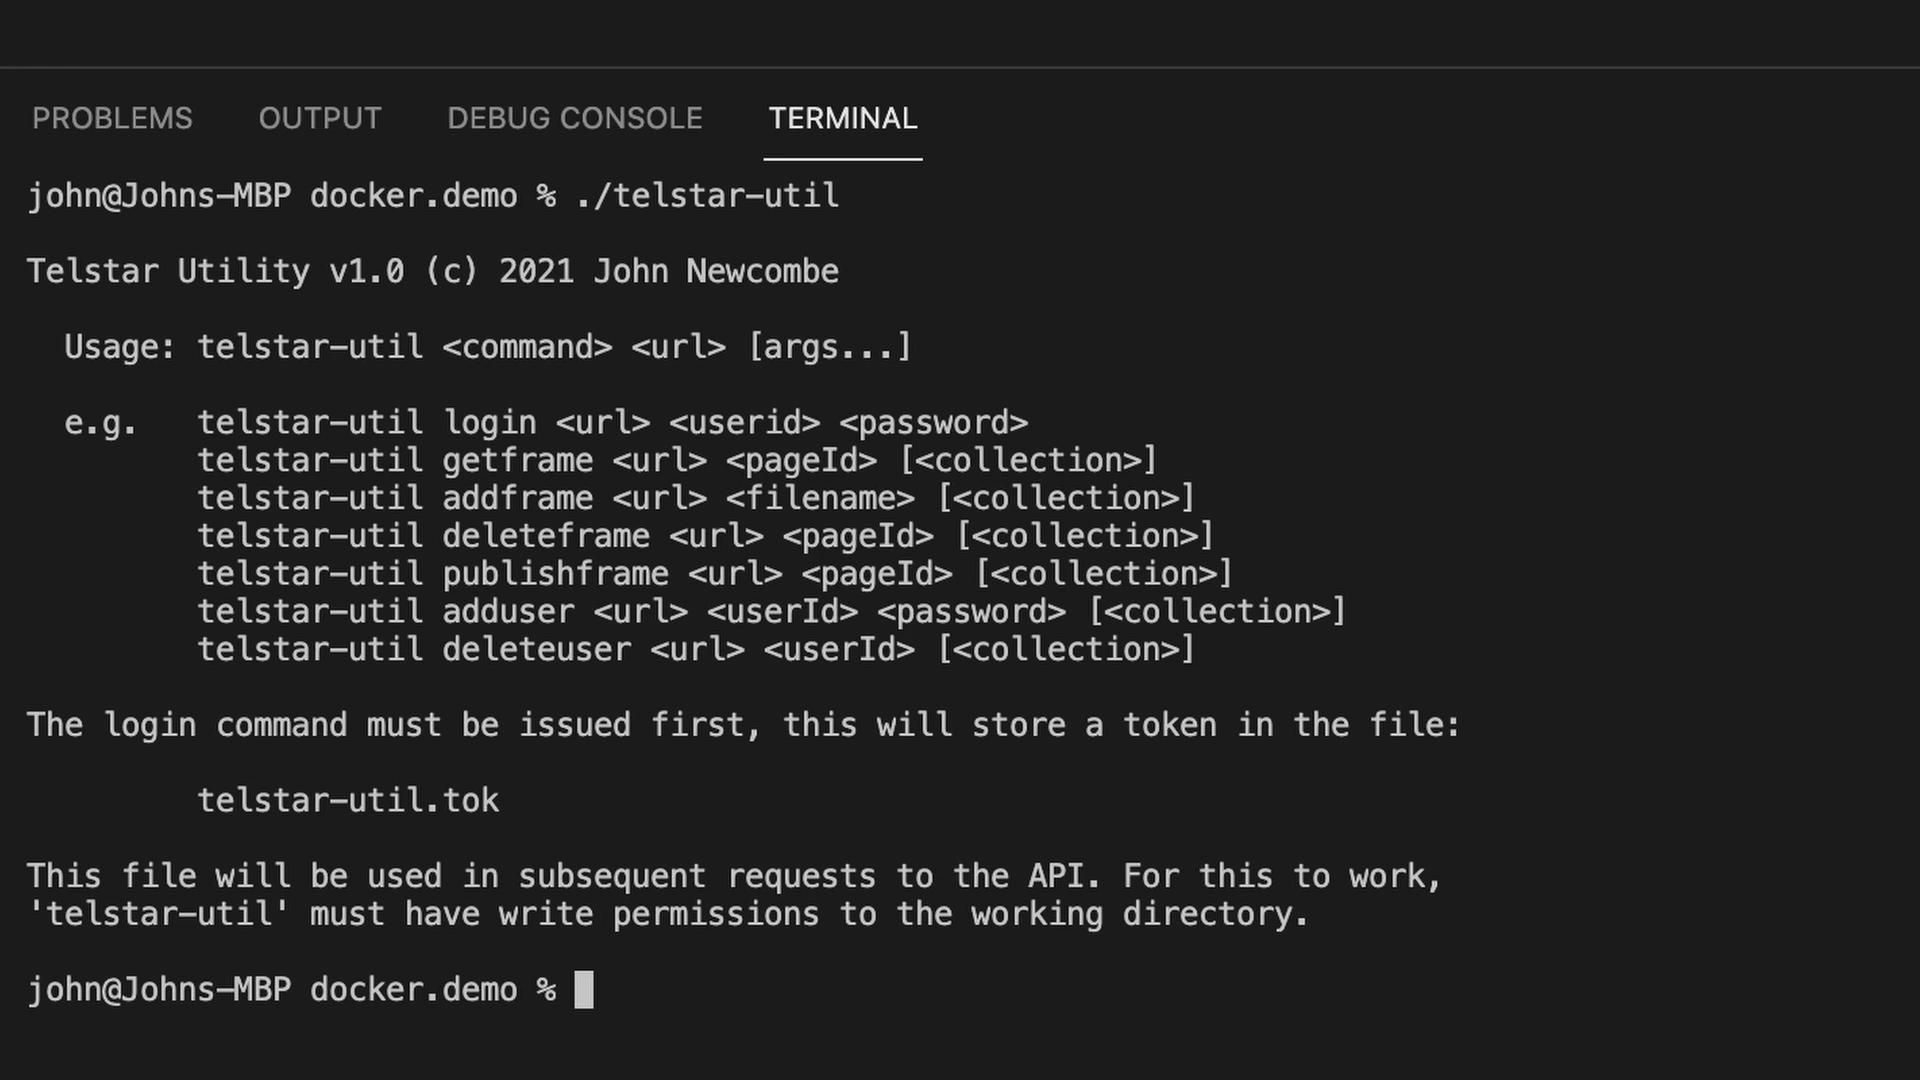 PROBLEMS OUTPUT DEBUG CONSOLE TERMINAL
john@Johns-MBP docker.demo % ./telstar-util
Telstar Utility v1.0 (c) 2021 John Newcombe
Usage: telstar-util <command> <url> [args...]
e.g. telstar-util login <url> <userid> <password>
telstar-util getframe <url> <pageId> [<collection>]
telstar-util addframe <url> <filename> [<collection>]
telstar-util deleteframe <url> <pageId> [<collection>]
telstar-util publishframe <url> <pageId> [<collection>]
telstar-util adduser <url> <userId> <password> [<collection>]
telstar-util deleteuser <url> <userId> [<collection>]
The login command must be issued first, this will store a token in the file:
telstar-util.tok
This file will be used in subsequent requests to the API. For this to work,
'telstar-util' must have write permissions to the working directory.
john@Johns-MBP docker.demo %